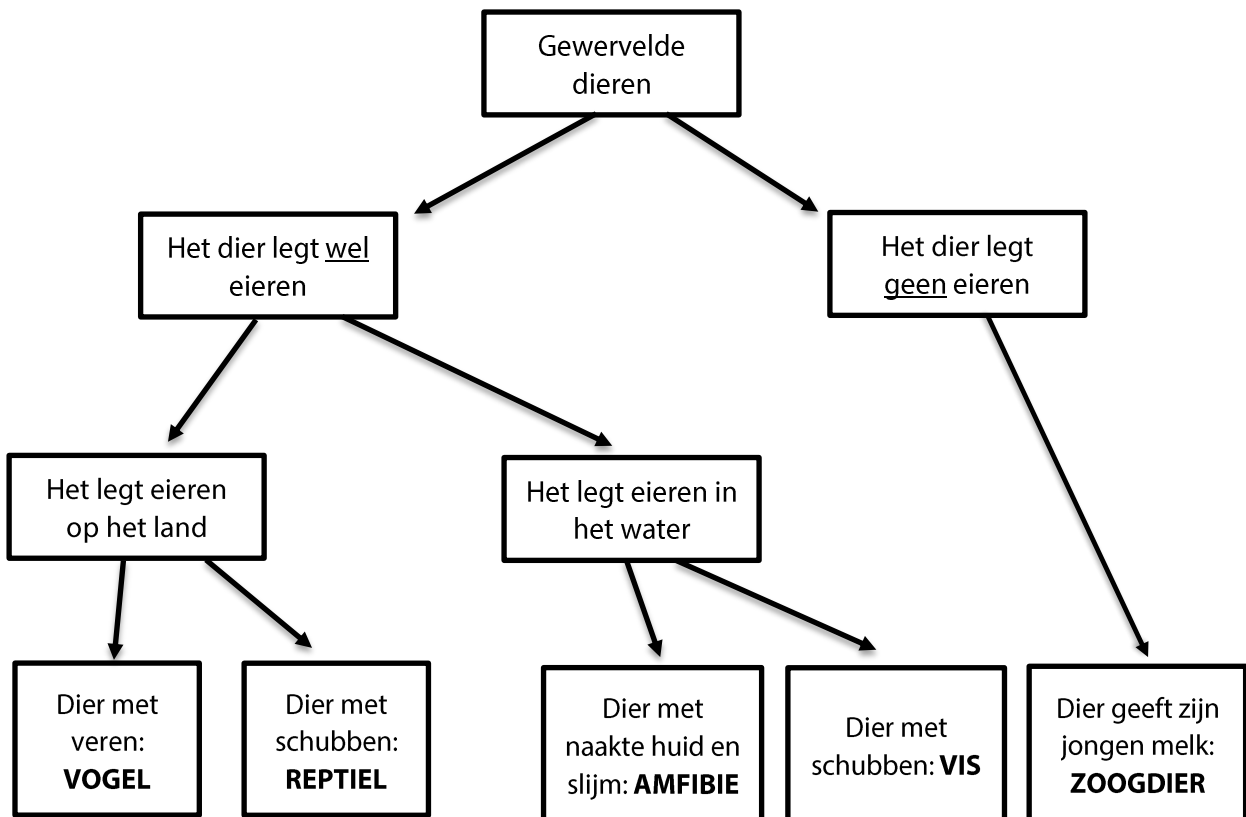 Gewervelde
dieren
Het dier legt wel
eieren
Het dier legt
geen eieren
Het legt eieren
op het land
Het legt eieren in
het water
Dier met
veren:
VOGEL
Dier met
schubben:
REPTIEL
Dier met
naakte huid en
slijm: AMFIBIE
Dier met
schubben: VIS
Dier geeft zijn
jongen melk:
ZOOGDIER